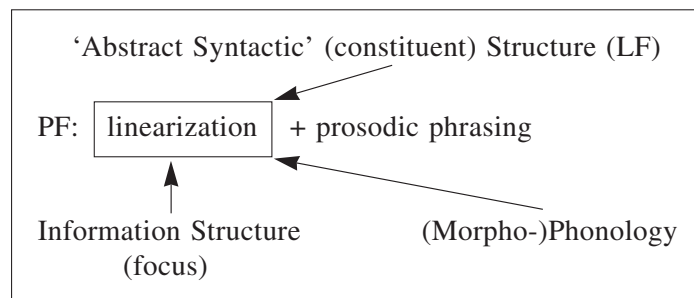 ‘Abstract Syntactic’ (constituent) Structure (LF)
PF: linearization + prosodic phrasing
Information Structure (Morpho-)Phonology
(focus)